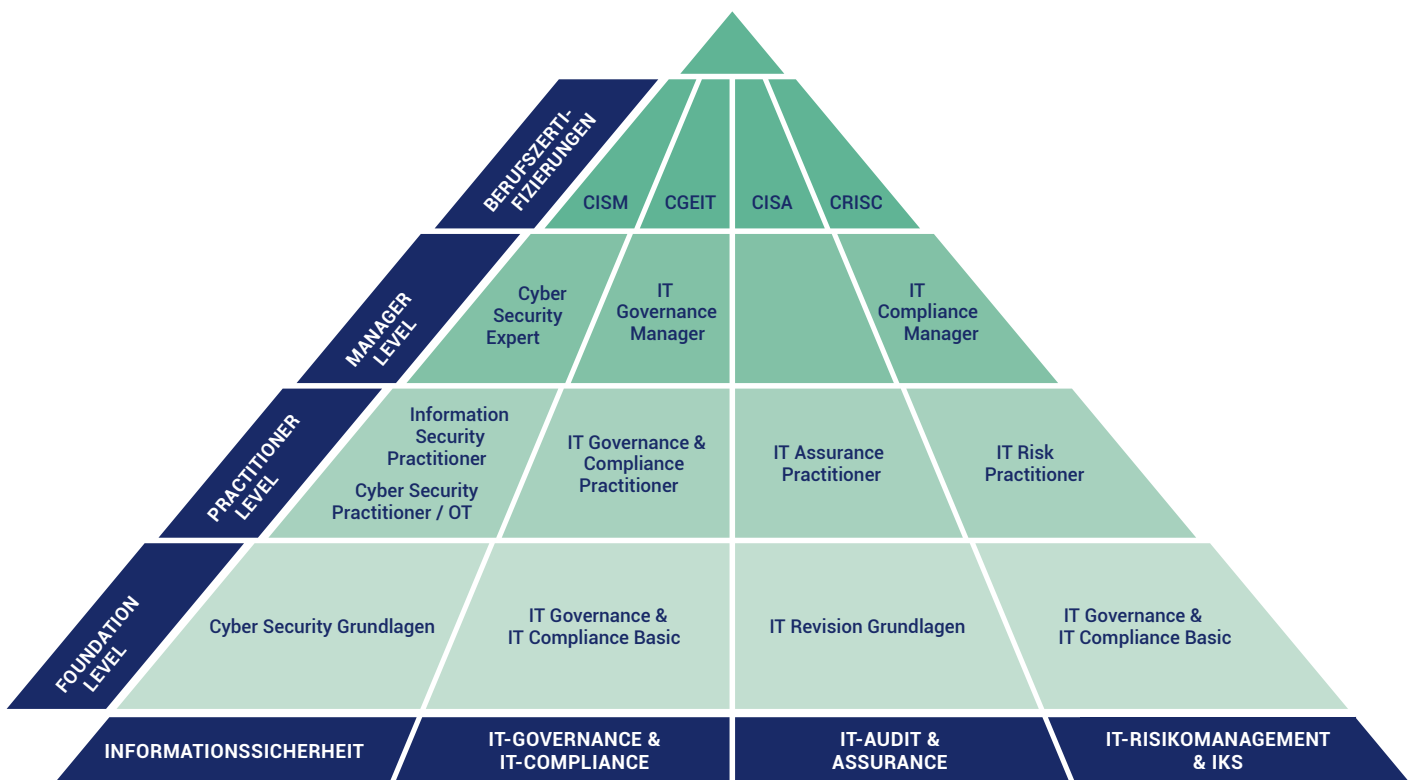 BERUFSZERTI-
FIZIERUNGEN
CISM
CGEIT
CISA
CRISC
MANAGER
LEVEL
Cyber
Security
Expert
IT
Governance
Manager
IT
Compliance
Manager
PRACTITIONER
LEVEL
Information
Security
Practitioner
Cyber Security
Practitioner / OT
IT Governance &
Compliance
Practitioner
IT Assurance
Practitioner
IT Risk
Practitioner
FOUNDATION
LEVEL
Cyber Security Grundlagen
IT Governance &
IT Compliance Basic
IT Revision Grundlagen
IT Governance &
IT Compliance Basic
INFORMATIONSSICHERHEIT
IT-GOVERNANCE &
IT-COMPLIANCE
IT-AUDIT &
ASSURANCE
IT-RISIKOMANAGEMENT
& IKS